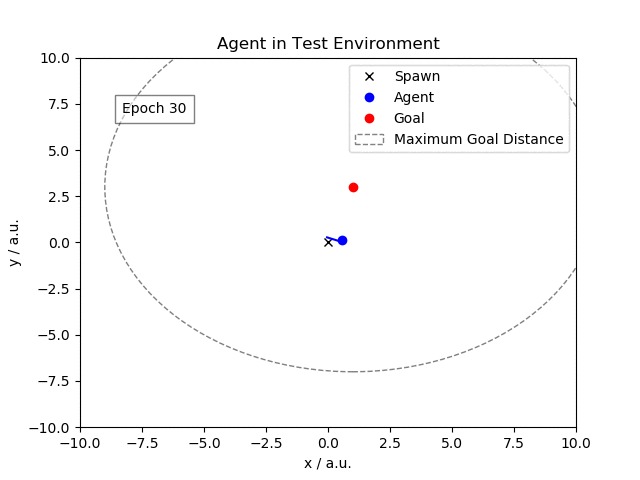 Agent in Test Environment
10.0
7.5
5.0
2.5
0.0
−2.5
−5.0
−7.5
−10.0
y / a.u.
Epoch 30
Spawn
Agent
Goal
Maximum Goal Distance
−10.0 −7.5 −5.0 −2.5 0.0 2.5 5.0 7.5 10.0
x / a.u.